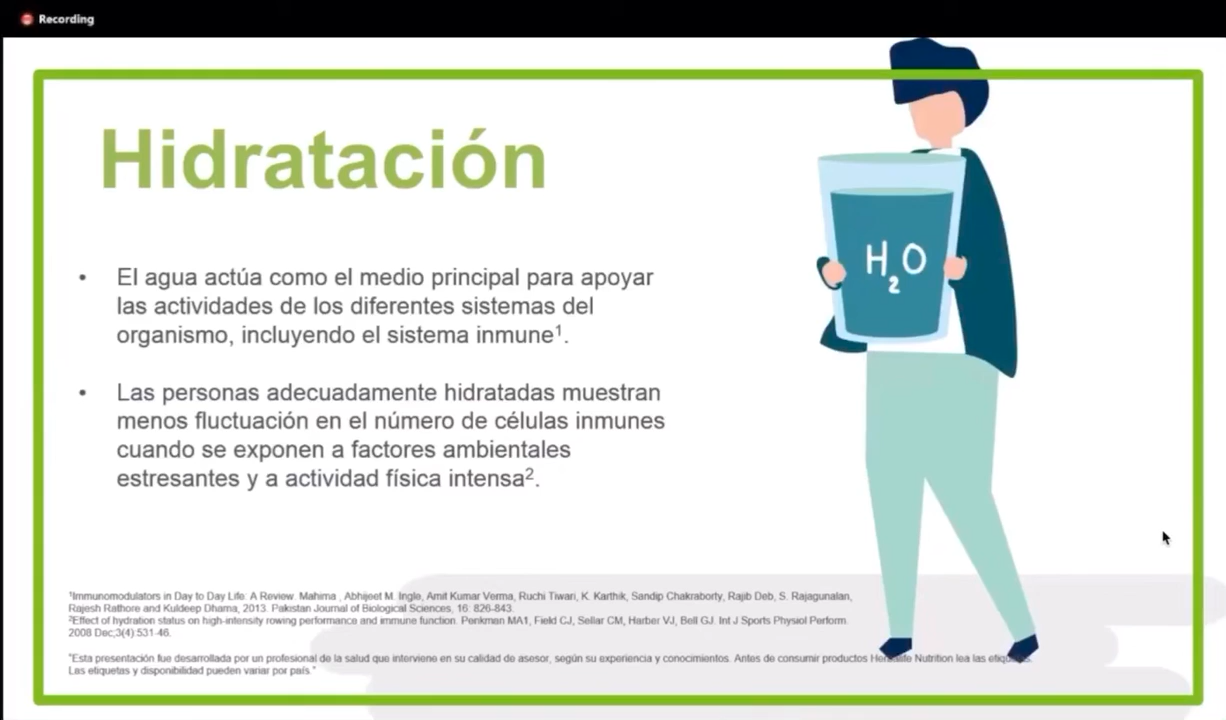 Recording
Hidratación
• El agua actúa como el medio principal para apoyar
las actividades de los diferentes sistemas del
organismo, incluyendo el sistema inmune¹.
• Las personas adecuadamente hidratadas muestran
menos fluctuación en el número de células inmunes
cuando se exponen a factores ambientales
estresantes y a actividad física intensa².
H₂O
¹Immunomodulators in Day to Day Life: A Review. Mahima , Abhijeet M. Ingle, Amit Kumar Verma, Ruchi Tiwari, K. Karthik, Sandip Chakraborty, Rajib Deb, S. Rajagunalan,
Rajesh Rathore and Kuldeep Dhama, 2013. Pakistan Journal of Biological Sciences, 16: 826-843.
²Effect of hydration status on high-intensity rowing performance and immune function. Penkman MA1, Field CJ, Sellar CM, Harber VJ, Bell GJ. Int J Sports Physiol Perform.
2008 Dec;3(4):531-46.
"Esta presentación fue desarrollada por un profesional de la salud que interviene en su calidad de asesor, según su experiencia y conocimientos. Antes de consumir productos Herbalife Nutrition lea las etiquetas.
Las etiquetas y disponibilidad pueden variar por país."